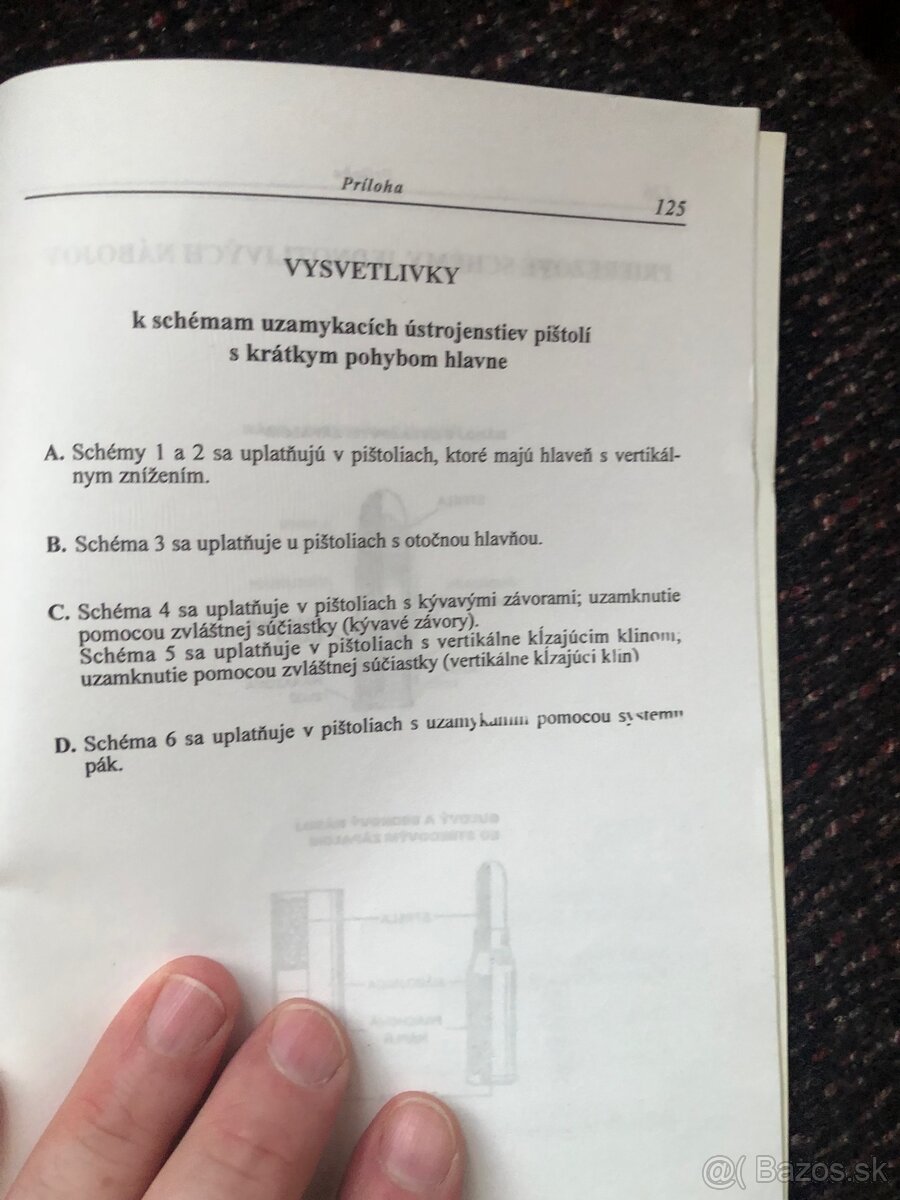 Príloha
125
VYSVETLIVKY
k schémam uzamykacích ústrojenstiev pištolí
s krátkym pohybom hlavne
A. Schémy 1 a 2 sa uplatňujú v pištoliach, ktoré majú hlaveň s vertikál-
nym znížením.
B. Schéma 3 sa uplatňuje u pištoliach s otočnou hlavňou.
C. Schéma 4 sa uplatňuje v pištoliach s kývavými závorami; uzamknutie
pomocou zvláštnej súčiastky (kývavé závory).
Schéma 5 sa uplatňuje v pištoliach s vertikálne kĺzajúcim klinom;
uzamknutie pomocou zvláštnej súčiastky (vertikálne kĺzajúci klin)
D. Schéma 6 sa uplatňuje v pištoliach s uzamykaním pomocou systému
pák.
@( Bazos.sk